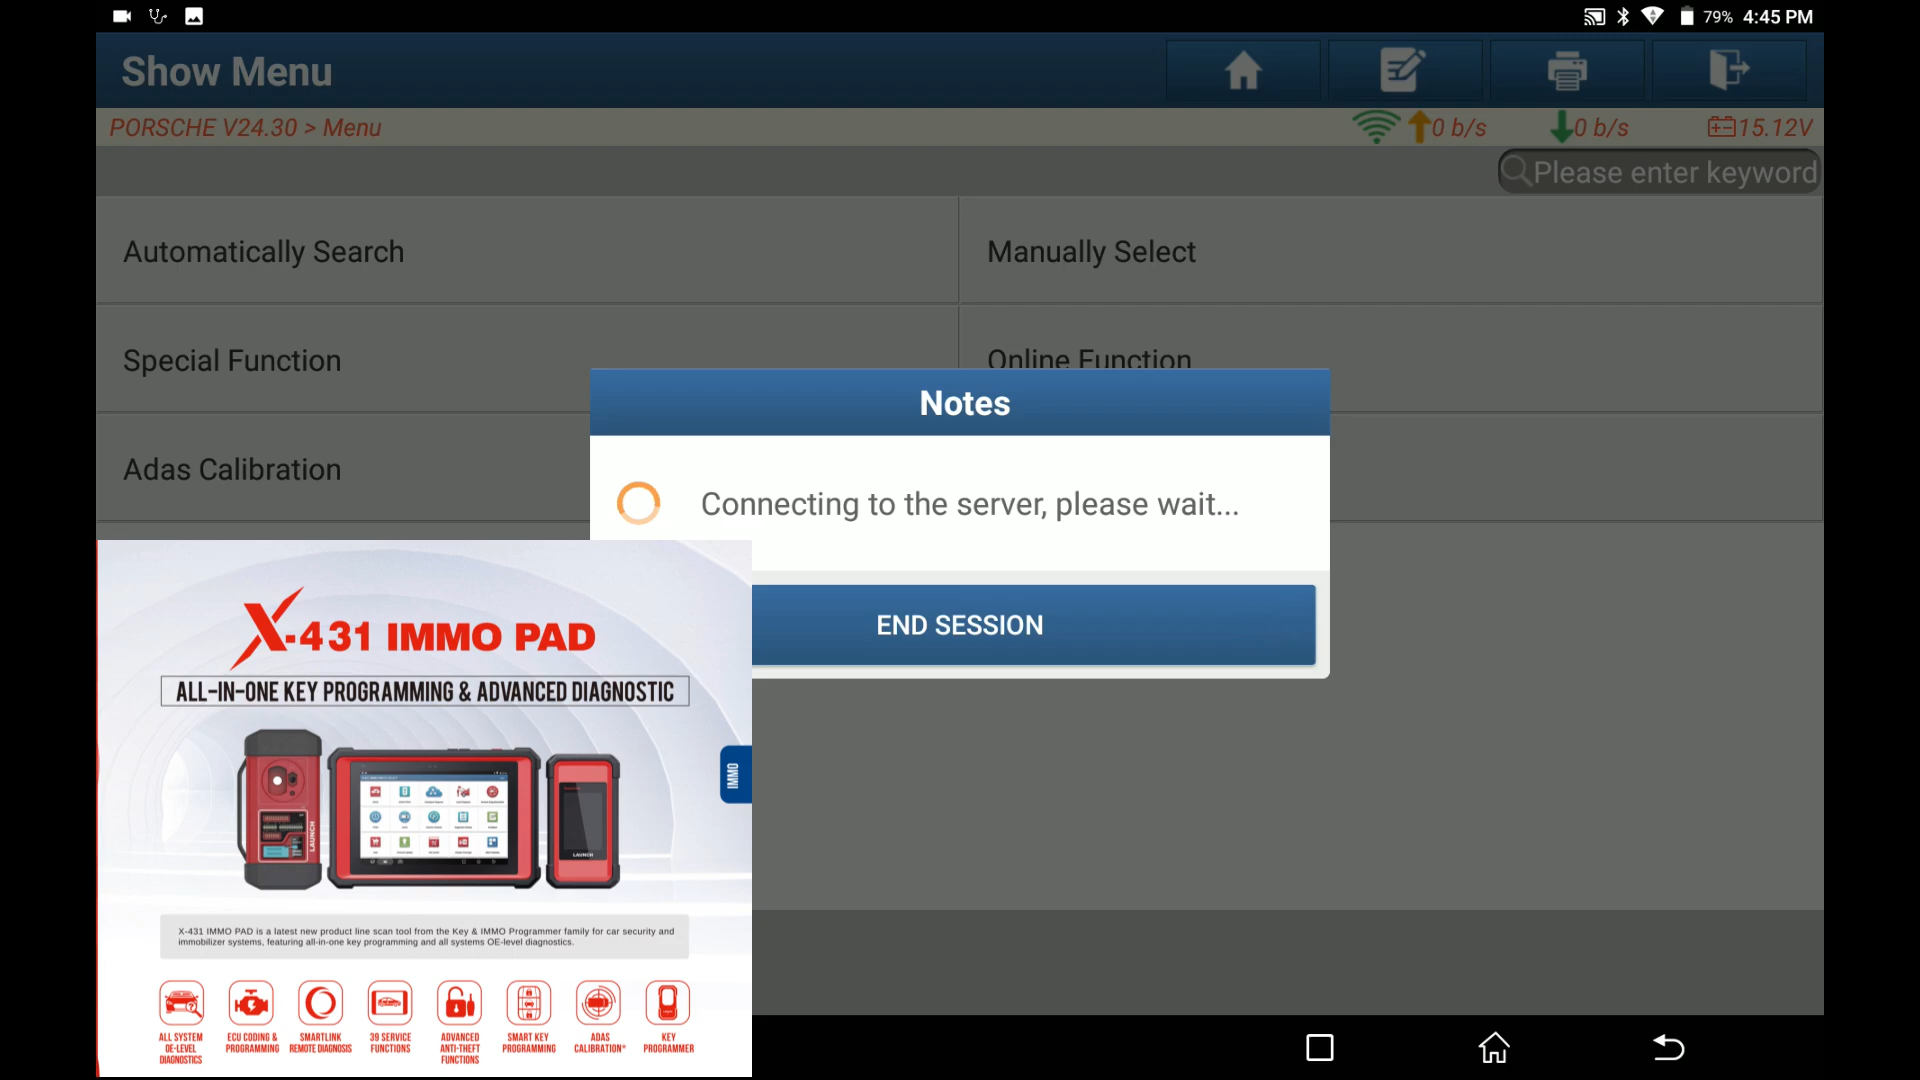 79% 4:45 PM
Show Menu
PORSCHE V24.30 > Menu
0 b/s
0 b/s
15.12V
Please enter keyword
Automatically Search
Manually Select
Special Function
Online Function
Adas Calibration
Notes
Connecting to the server, please wait...
END SESSION
X-431 IMMO PAD
ALL-IN-ONE KEY PROGRAMMING & ADVANCED DIAGNOSTIC
IMMO
LAUNCH
LAUNCH
X-431 IMMO PAD is a latest new product line scan tool from the Key & IMMO Programmer family for car security and
immobilizer systems, featuring all-in-one key programming and all systems OE-level diagnostics.
ALL SYSTEM
OE-LEVEL
DIAGNOSTICS
ECU CODING &
PROGRAMMING
SMARTLINK
REMOTE DIAGNOSIS
39 SERVICE
FUNCTIONS
ADVANCED
ANTI-THEFT
FUNCTIONS
SMART KEY
PROGRAMMING
ADAS
CALIBRATION*
KEY
PROGRAMMER